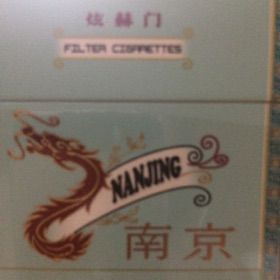 炫赫门
FILTER CIGARETTES
NANJING
南京